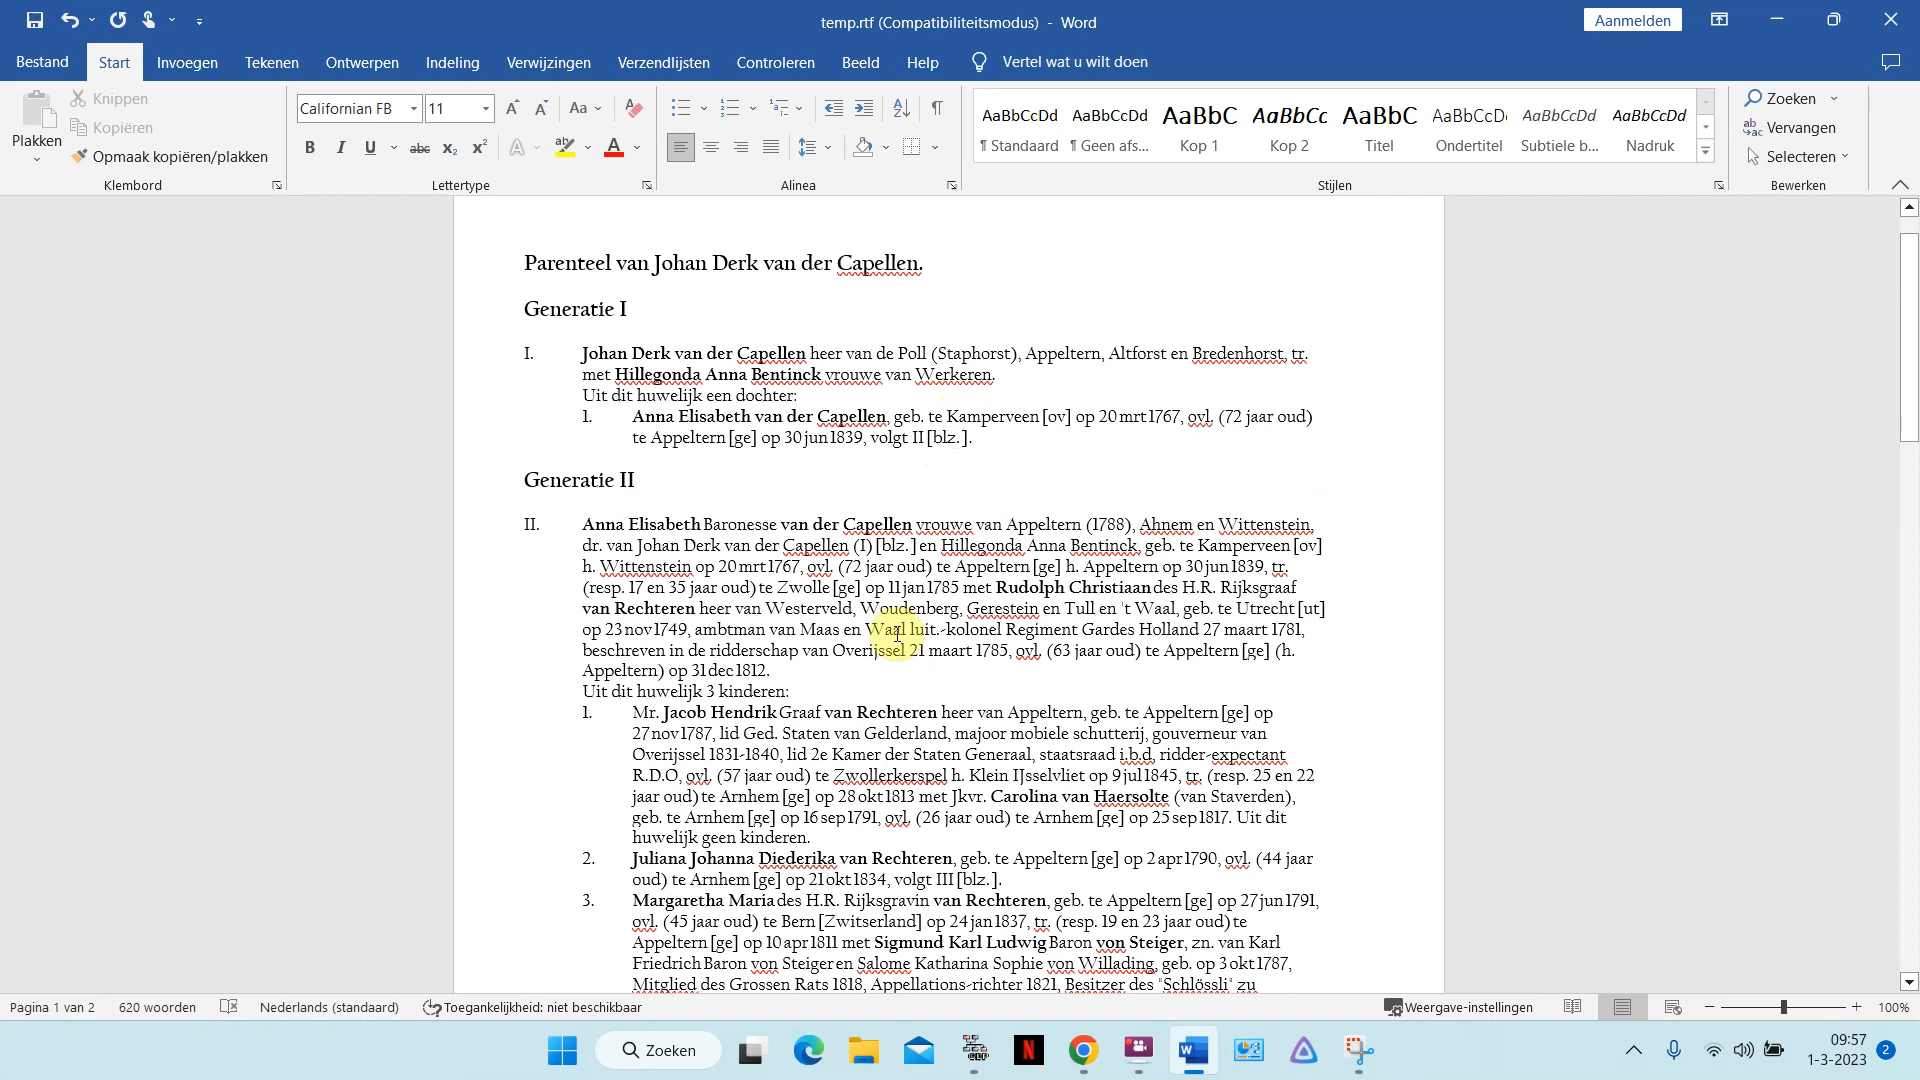 temp.rtf (Compatibiliteitsmodus) - Word
Aanmelden
Bestand Start Invoegen Tekenen Ontwerpen Indeling Verwijzingen Verzendlijsten Controleren Beeld Help Vertel wat u wilt doen
Plakken
Knippen
Kopiëren
Opmaak kopiëren/plakken
Klembord
Californian FB 11
Lettertype
Alinea
AaBbCcDd AaBbCcDd AaBbC AaBbCc AaBbC AaBbCcD AaBbCcDd AaBbCcDd
¶ Standaard ¶ Geen afs... Kop 1 Kop 2 Titel Ondertitel Subtiele b... Nadruk
Stijlen
Zoeken
Vervangen
Selecteren
Bewerken
Parenteel van Johan Derk van der Capellen.
Generatie I
I. Johan Derk van der Capellen heer van de Poll (Staphorst), Appeltern, Altforst en Bredenhorst, tr.
met Hillegonda Anna Bentinck vrouwe van Werkeren.
Uit dit huwelijk een dochter:
1. Anna Elisabeth van der Capellen, geb. te Kamperveen [ov] op 20 mrt 1767, ovl. (72 jaar oud)
te Appeltern [ge] op 30 jun 1839, volgt II [blz. ].
Generatie II
II. Anna Elisabeth Baronesse van der Capellen vrouwe van Appeltern (1788), Ahnem en Wittenstein,
dr. van Johan Derk van der Capellen (I) [blz. ] en Hillegonda Anna Bentinck, geb. te Kamperveen [ov]
h. Wittenstein op 20 mrt 1767, ovl. (72 jaar oud) te Appeltern [ge] h. Appeltern op 30 jun 1839, tr.
(resp. 17 en 35 jaar oud) te Zwolle [ge] op 11 jan 1785 met Rudolph Christiaan des H.R. Rijksgraaf
van Rechteren heer van Westerveld, Woudenberg, Gerestein en Tull en 't Waal, geb. te Utrecht [ut]
op 23 nov 1749, ambtman van Maas en Waal luit.-kolonel Regiment Gardes Holland 27 maart 1781,
beschreven in de ridderschap van Overijssel 21 maart 1785, ovl. (63 jaar oud) te Appeltern [ge] (h.
Appeltern) op 31 dec 1812.
Uit dit huwelijk 3 kinderen:
1. Mr. Jacob Hendrik Graaf van Rechteren heer van Appeltern, geb. te Appeltern [ge] op
27 nov 1787, lid Ged. Staten van Gelderland, majoor mobiele schutterij, gouverneur van
Overijssel 1831-1840, lid 2e Kamer der Staten Generaal, staatsraad i.b.d, ridder-expectant
R.D.O, ovl. (57 jaar oud) te Zwollerkerspel h. Klein IJsselvliet op 9 jul 1845, tr. (resp. 25 en 22
jaar oud) te Arnhem [ge] op 28 okt 1813 met Jkvr. Carolina van Haersolte (van Staverden),
geb. te Arnhem [ge] op 16 sep 1791, ovl. (26 jaar oud) te Arnhem [ge] op 25 sep 1817. Uit dit
huwelijk geen kinderen.
2. Juliana Johanna Diederika van Rechteren, geb. te Appeltern [ge] op 2 apr 1790, ovl. (44 jaar
oud) te Arnhem [ge] op 21 okt 1834, volgt III [blz. ].
3. Margaretha Maria des H.R. Rijksgravin van Rechteren, geb. te Appeltern [ge] op 27 jun 1791,
ovl. (45 jaar oud) te Bern [Zwitserland] op 24 jan 1837, tr. (resp. 19 en 23 jaar oud) te
Appeltern [ge] op 10 apr 1811 met Sigmund Karl Ludwig Baron von Steiger, zn. van Karl
Friedrich Baron von Steiger en Salome Katharina Sophie von Willading, geb. op 3 okt 1787,
Mitglied des Grossen Rats 1818, Appellations-richter 1821, Besitzer des "Schlössli" zu
Pagina 1 van 2 620 woorden Nederlands (standaard) Toegankelijkheid: niet beschikbaar Weergave-instellingen 100%
Zoeken
09:57
1-3-2023
2